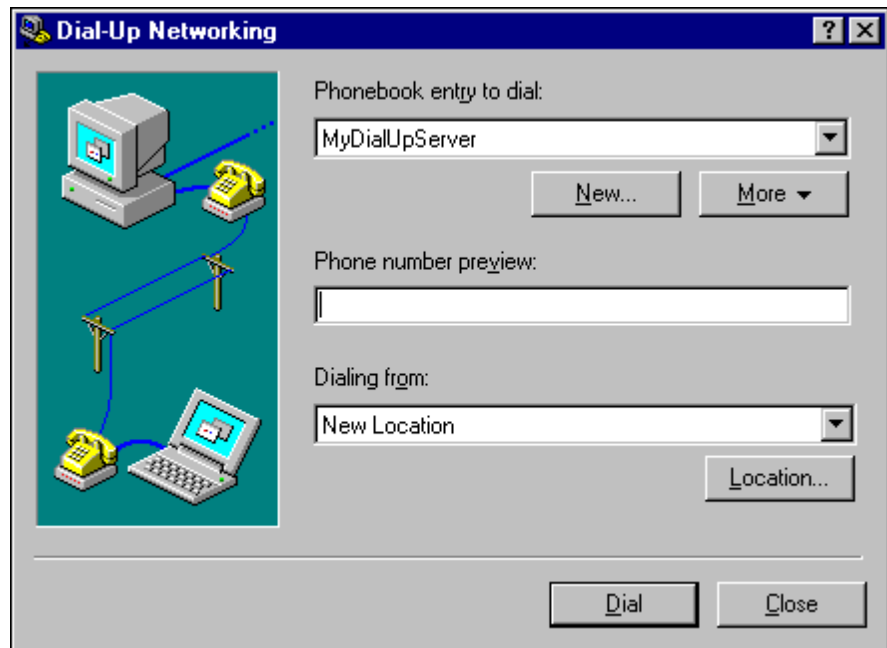 Dial-Up Networking
Phonebook entry to dial:
MyDialUpServer
New...
More
Phone number preview:
Dialing from:
New Location
Location...
Dial
Close